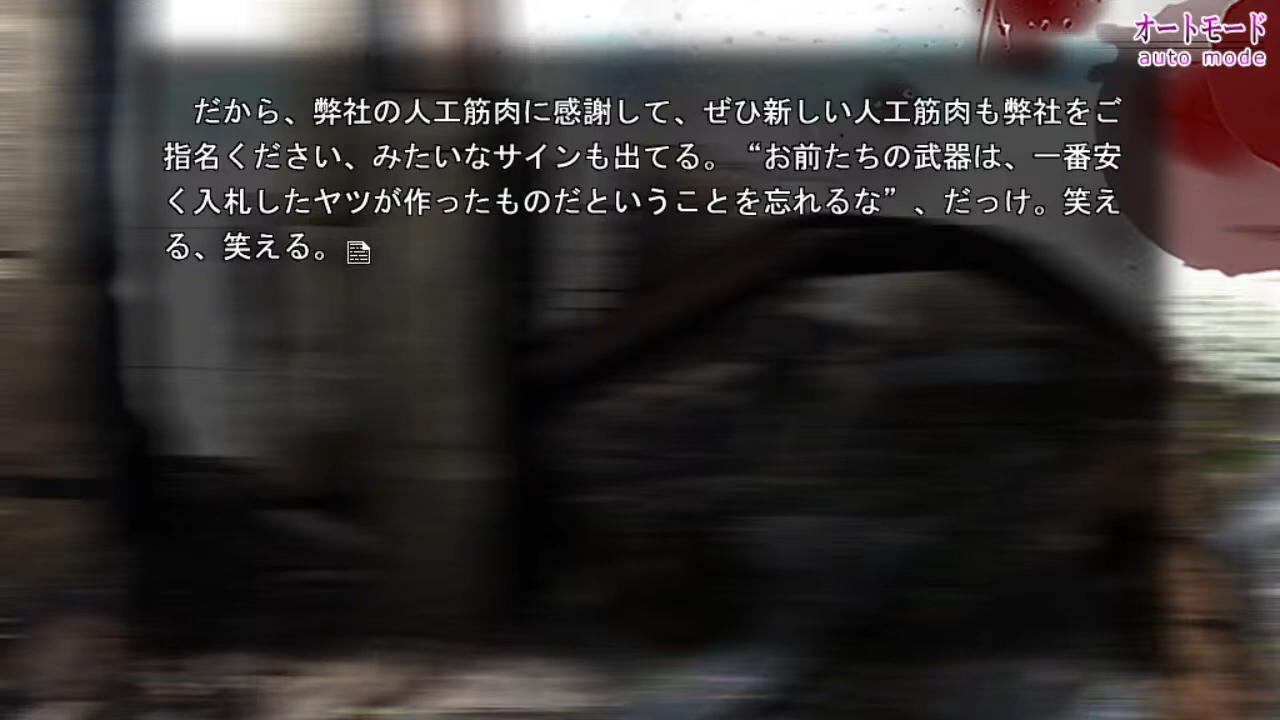 オートモード
auto mode
だから、弊社の人工筋肉に感謝して、ぜひ新しい人工筋肉も弊社をご
指名ください、みたいなサインも出てる。“お前たちの武器は、一番安
く入札したヤツが作ったものだということを忘れるな”、だっけ。笑え
る、笑える。